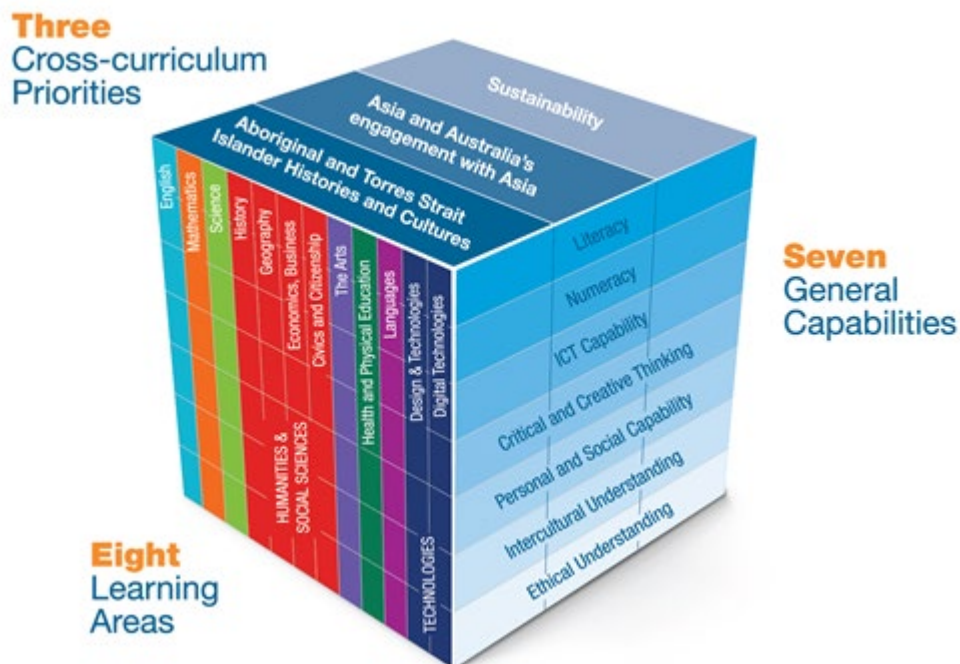 Three
Cross-curriculum
Priorities
Sustainability
Asia and Australia's
engagement with Asia
Aboriginal and Torres Strait
Islander Histories and Cultures
English
Mathematics
Science
History
Geography
Economics, Business
Civics and Citizenship
HUMANITIES &
SOCIAL SCIENCES
The Arts
Health and Physical Education
Languages
Design & Technologies
Digital Technologies
TECHNOLOGIES
Literacy
Numeracy
ICT Capability
Critical and Creative Thinking
Personal and Social Capability
Intercultural Understanding
Ethical Understanding
Seven
General
Capabilities
Eight
Learning
Areas